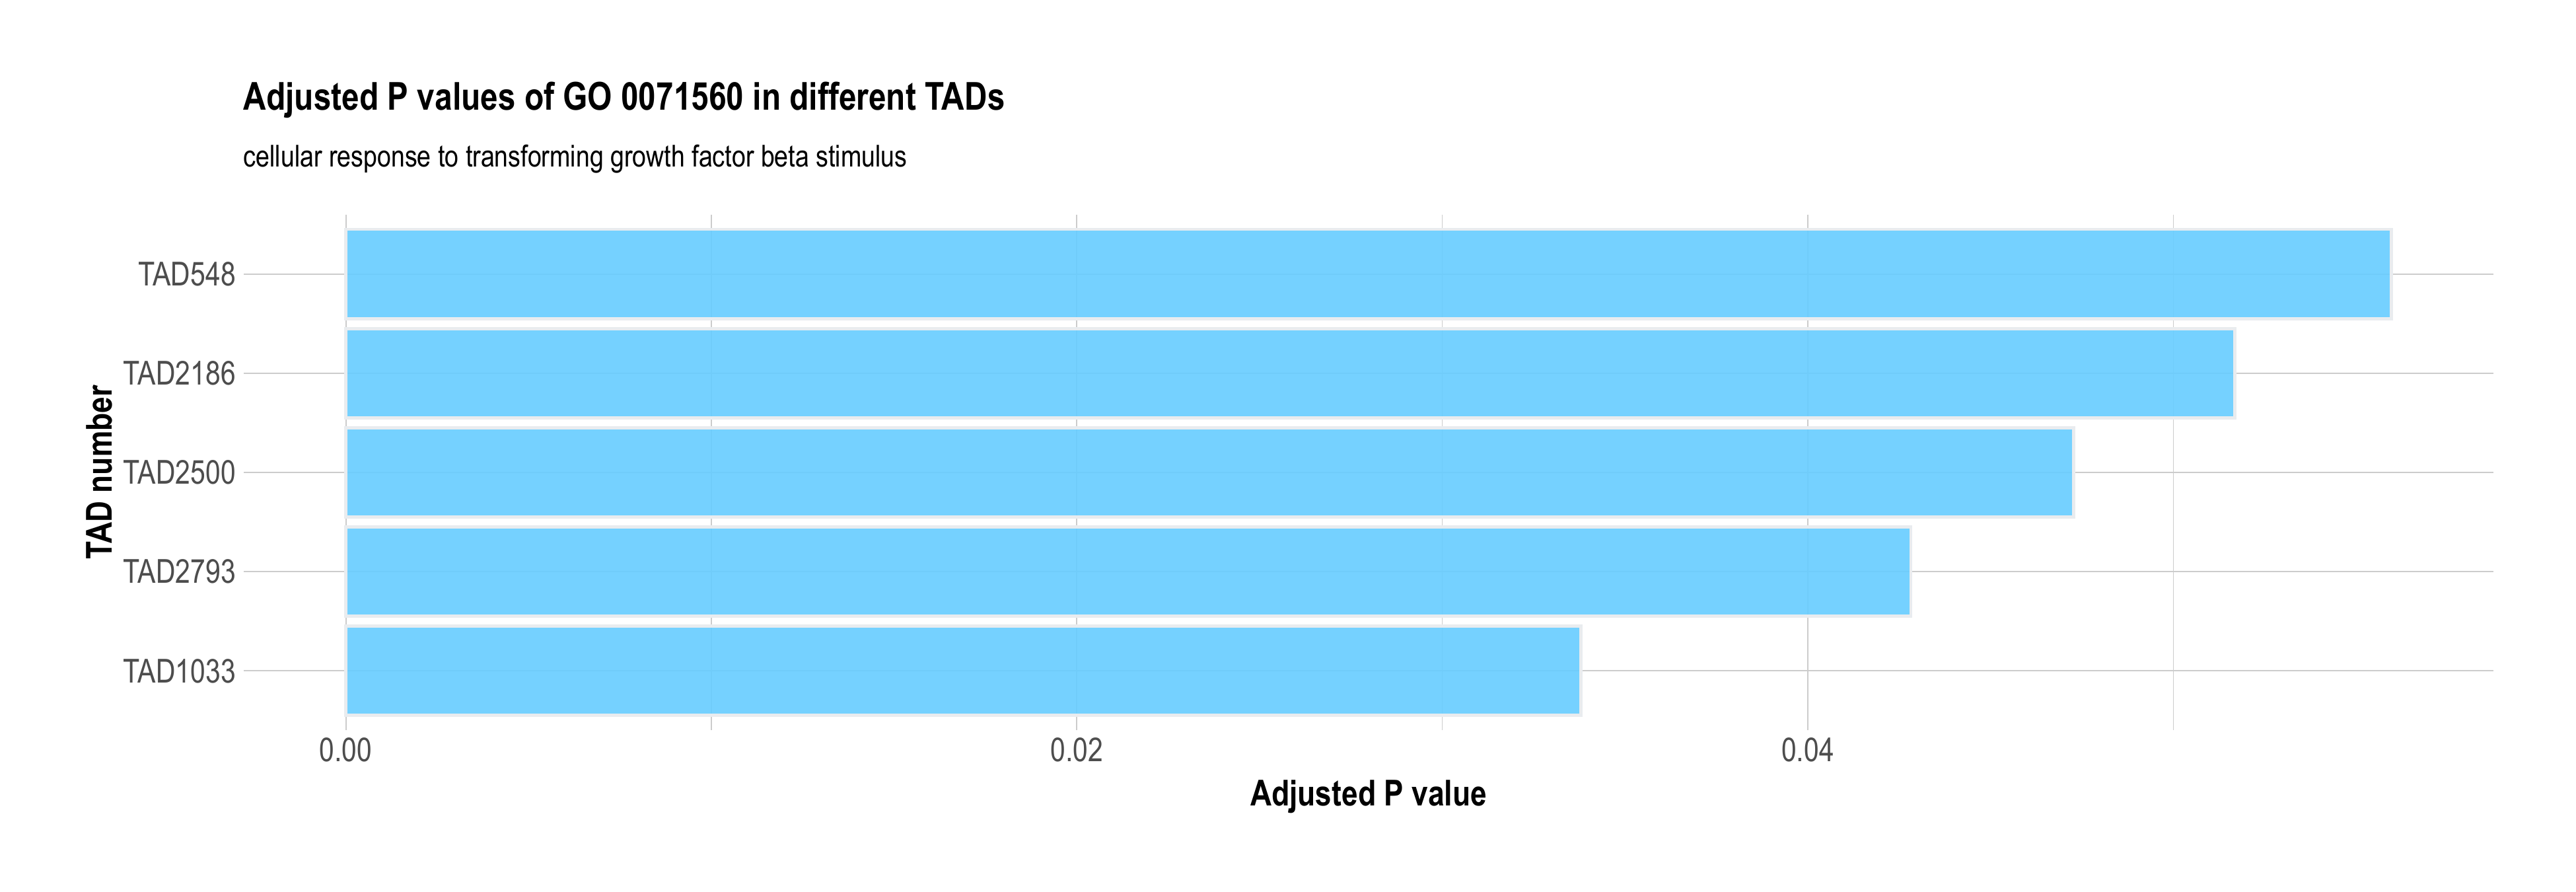 Adjusted P values of GO 0071560 in different TADs
cellular response to transforming growth factor beta stimulus
TAD number
TAD548
TAD2186
TAD2500
TAD2793
TAD1033
0.00 0.02 0.04
Adjusted P value